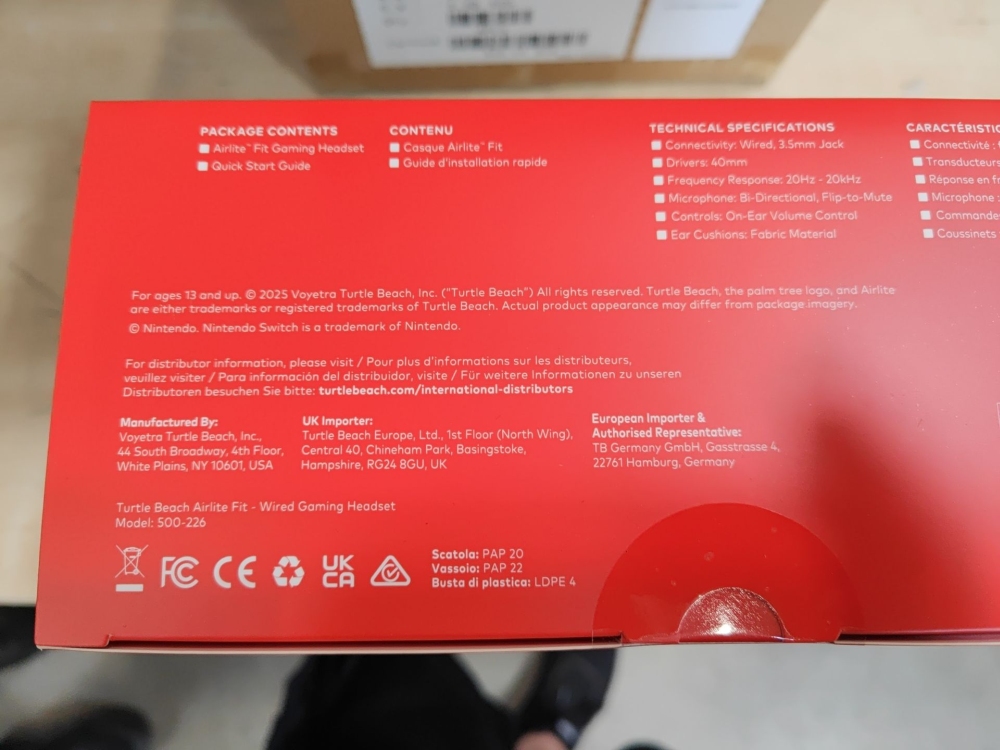 PACKAGE CONTENTS
Airlite™ Fit Gaming Headset
Quick Start Guide
CONTENU
Casque Airlite™ Fit
Guide d'installation rapide
TECHNICAL SPECIFICATIONS
Connectivity: Wired, 3.5mm Jack
Drivers: 40mm
Frequency Response: 20Hz - 20kHz
Microphone: Bi-Directional, Flip-to-Mute
Controls: On-Ear Volume Control
Ear Cushions: Fabric Material
CARACTÉRISTIC
Connectivité :
Transducteurs
Réponse en fr
Microphone :
Commande
Coussinets
For ages 13 and up. © 2025 Voyetra Turtle Beach, Inc. ("Turtle Beach") All rights reserved. Turtle Beach, the palm tree logo, and Airlite
are either trademarks or registered trademarks of Turtle Beach. Actual product appearance may differ from package imagery.
© Nintendo. Nintendo Switch is a trademark of Nintendo.
For distributor information, please visit / Pour plus d'informations sur les distributeurs,
veuillez visiter / Para información del distribuidor, visite / Für weitere Informationen zu unseren
Distributoren besuchen Sie bitte: turtlebeach.com/international-distributors
Manufactured By:
Voyetra Turtle Beach, Inc.,
44 South Broadway, 4th Floor,
White Plains, NY 10601, USA
UK Importer:
Turtle Beach Europe, Ltd., 1st Floor (North Wing),
Central 40, Chineham Park, Basingstoke,
Hampshire, RG24 8GU, UK
European Importer &
Authorised Representative:
TB Germany GmbH, Gasstrasse 4,
22761 Hamburg, Germany
Turtle Beach Airlite Fit - Wired Gaming Headset
Model: 500-226
FC CE UK
CA
Scatola: PAP 20
Vassoio: PAP 22
Busta di plastica: LDPE 4